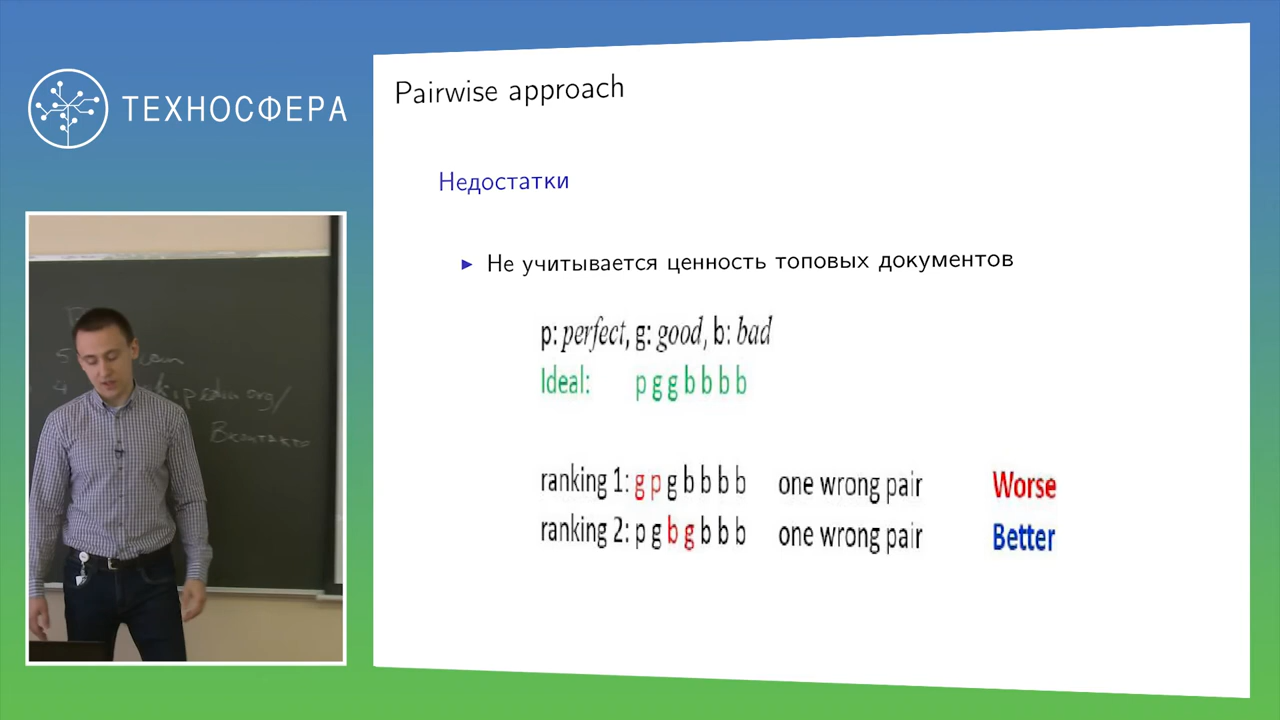 ТЕХНОСФЕРА
Pairwise approach
Недостатки
Не учитывается ценность топовых документов
p: perfect, g: good, b: bad
Ideal: p g g b b b b
ranking 1: g p g b b b b one wrong pair Worse
ranking 2: p g b g b b b one wrong pair Better
Вконтакте